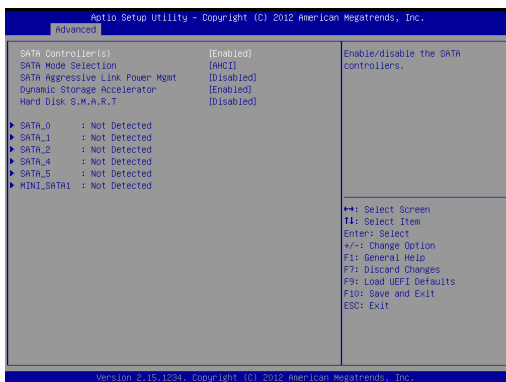 Aptio Setup Utility – Copyright (C) 2012 American Megatrends, Inc.
Advanced
SATA Controller(s) [Enabled]
SATA Mode Selection [AHCI]
SATA Aggressive Link Power Mgmt [Disabled]
Dynamic Storage Accelerator [Enabled]
Hard Disk S.M.A.R.T [Disabled]
SATA_0 : Not Detected
SATA_1 : Not Detected
SATA_2 : Not Detected
SATA_4 : Not Detected
SATA_5 : Not Detected
MINI_SATA1 : Not Detected
Enable/disable the SATA
controllers.
↔: Select Screen
↑↓: Select Item
Enter: Select
+/-: Change Option
F1: General Help
F7: Discard Changes
F9: Load UEFI Defaults
F10: Save and Exit
ESC: Exit
Version 2.15.1234. Copyright (C) 2012 American Megatrends, Inc.